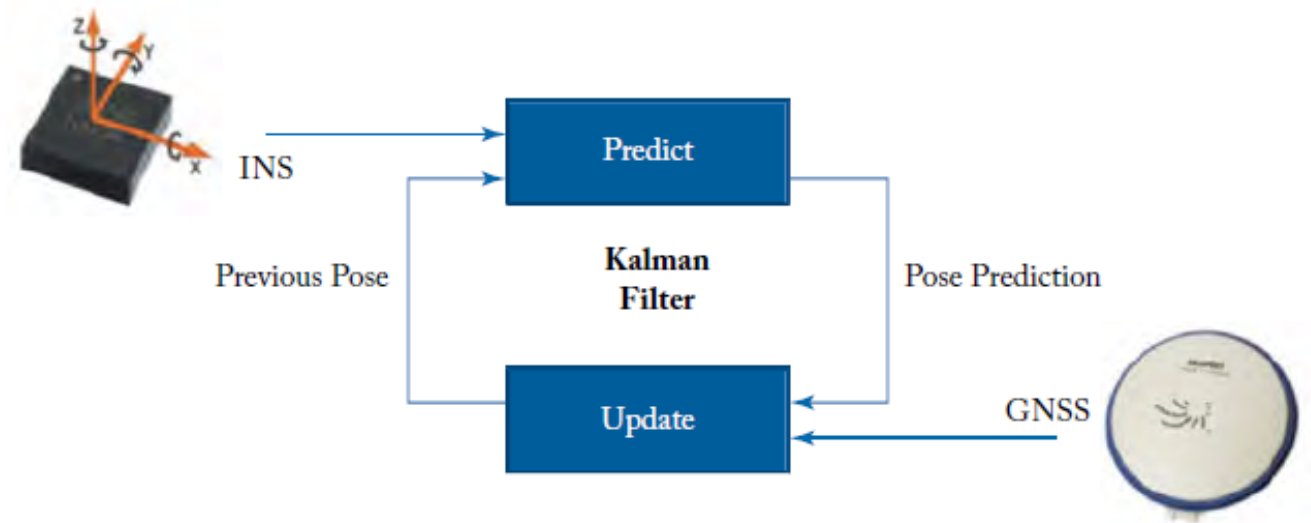 Z
Y
X
INS
Predict
Previous Pose
Kalman
Filter
Pose Prediction
Update
GNSS